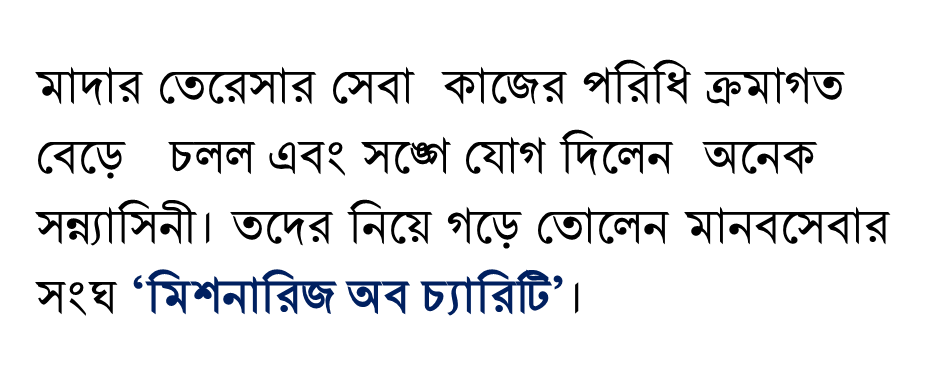 মাদার তেরেসার সেবা কাজের পরিধি ক্রমাগত
বেড়ে চলল এবং সঙ্গে যোগ দিলেন অনেক
সন্ন্যাসিনী। তদের নিয়ে গড়ে তোলেন মানবসেবার
সংঘ ‘মিশনারিজ অব চ্যারিটি’।